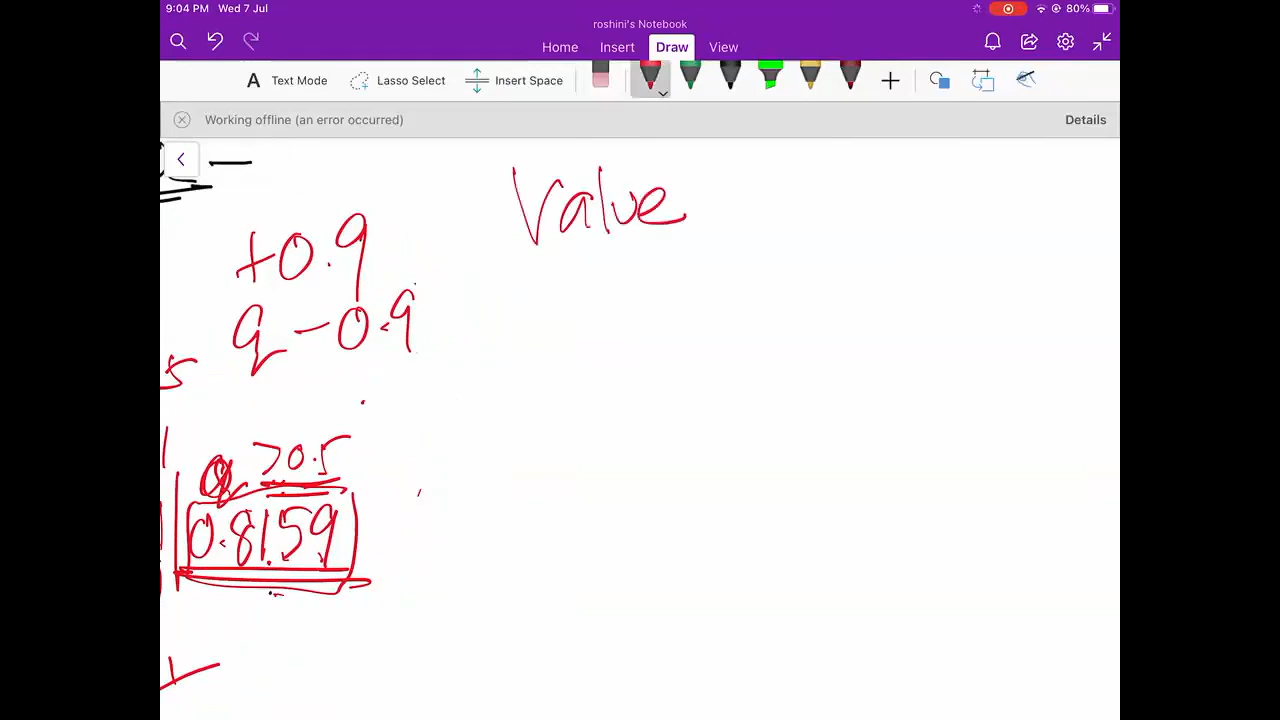 9:04 PM Wed 7 Jul
80%
roshini's Notebook
Home Insert Draw View
Text Mode Lasso Select Insert Space
Working offline (an error occurred) Details
Value
+0.9
q -0.9
5
>0.5
0.8159